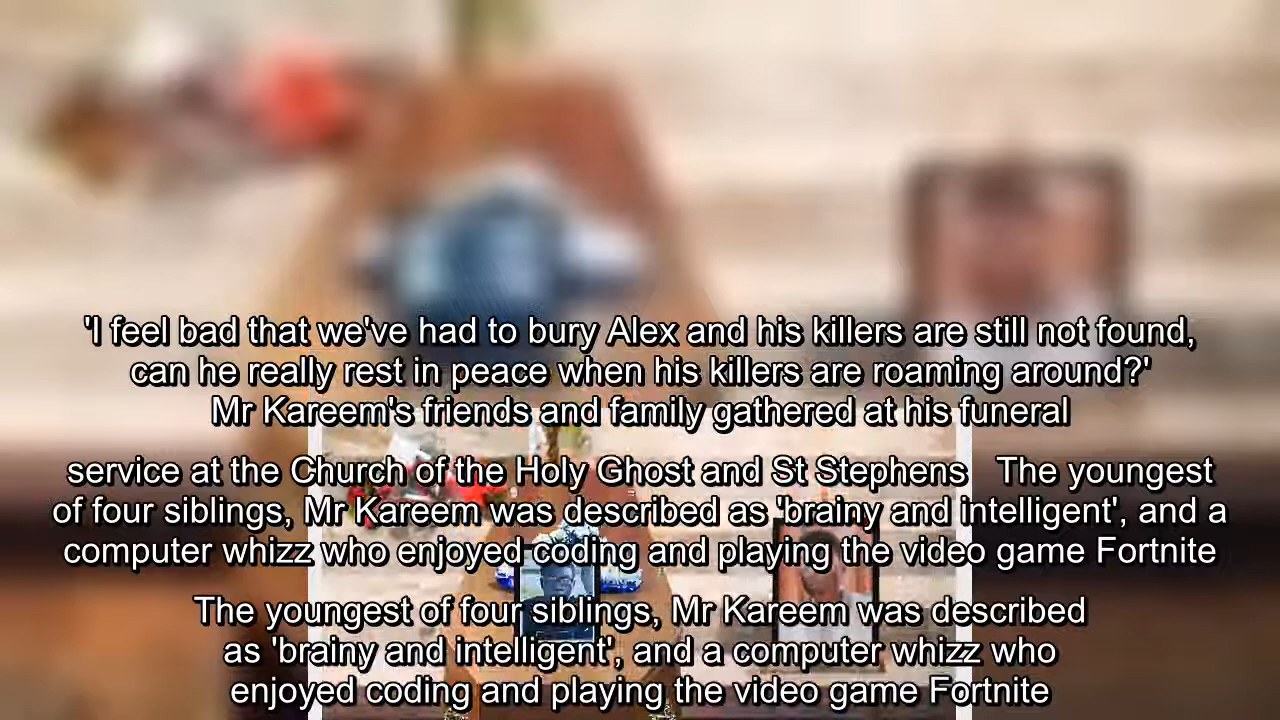 'I feel bad that we've had to bury Alex and his killers are still not found,
can he really rest in peace when his killers are roaming around?'
Mr Kareem's friends and family gathered at his funeral
service at the Church of the Holy Ghost and St Stephens   The youngest
of four siblings, Mr Kareem was described as 'brainy and intelligent', and a
computer whizz who enjoyed coding and playing the video game Fortnite
The youngest of four siblings, Mr Kareem was described
as 'brainy and intelligent', and a computer whizz who
enjoyed coding and playing the video game Fortnite